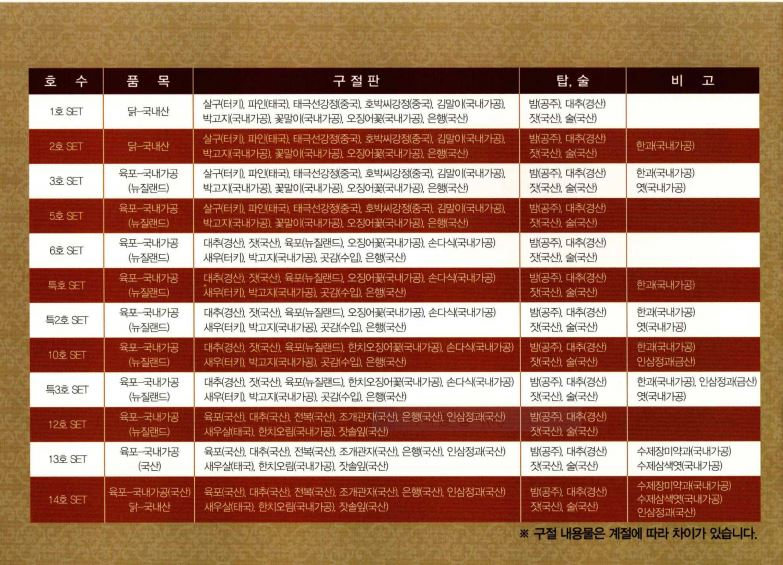 호 수 품 목 구절판 탑, 술 비 고
1호 SET 닭-국내산 살구(터키), 파인(태국), 태극선강정(중국), 호박씨강정(중국), 김말이(국내가공), 밤(공주), 대추(경산)
박고지(국내가공), 꽃말이(국내가공), 오징어꽃(국내가공), 은행(국산) 잣(국산), 술(국산)
2호 SET 닭-국내산 살구(터키), 파인(태국), 태극선강정(중국), 호박씨강정(중국), 김말이(국내가공), 밤(공주), 대추(경산) 한과(국내가공)
박고지(국내가공), 꽃말이(국내가공), 오징어꽃(국내가공), 은행(국산) 잣(국산), 술(국산)
3호 SET 육포-국내가공 살구(터키), 파인(태국), 태극선강정(중국), 호박씨강정(중국), 김말이(국내가공), 밤(공주), 대추(경산) 한과(국내가공)
(뉴질랜드) 박고지(국내가공), 꽃말이(국내가공), 오징어꽃(국내가공), 은행(국산) 잣(국산), 술(국산) 엿(국내가공)
5호 SET 육포-국내가공 살구(터키), 파인(태국), 태극선강정(중국), 호박씨강정(중국), 김말이(국내가공), 밤(공주), 대추(경산)
(뉴질랜드) 박고지(국내가공), 꽃말이(국내가공), 오징어꽃(국내가공), 은행(국산) 잣(국산), 술(국산)
6호 SET 육포-국내가공 대추(경산), 잣(국산), 육포(뉴질랜드), 오징어꽃(국내가공), 손다식(국내가공) 밤(공주), 대추(경산)
(뉴질랜드) 새우(터키), 박고지(국내가공), 곶감(수입), 은행(국산) 잣(국산), 술(국산)
특호 SET 육포-국내가공 대추(경산), 잣(국산), 육포(뉴질랜드), 오징어꽃(국내가공), 손다식(국내가공) 밤(공주), 대추(경산) 한과(국내가공)
(뉴질랜드) 새우(터키), 박고지(국내가공), 곶감(수입), 은행(국산) 잣(국산), 술(국산)
특2호 SET 육포-국내가공 대추(경산), 잣(국산), 육포(뉴질랜드), 오징어꽃(국내가공), 손다식(국내가공) 밤(공주), 대추(경산) 한과(국내가공)
(뉴질랜드) 새우(터키), 박고지(국내가공), 곶감(수입), 은행(국산) 잣(국산), 술(국산) 엿(국내가공)
10호 SET 육포-국내가공 대추(경산), 잣(국산), 육포(뉴질랜드), 한치오징어꽃(국내가공), 손다식(국내가공) 밤(공주), 대추(경산) 한과(국내가공)
(뉴질랜드) 새우(터키), 박고지(국내가공), 곶감(수입), 은행(국산) 잣(국산), 술(국산) 인삼정과(금산)
특3호 SET 육포-국내가공 대추(경산), 잣(국산), 육포(뉴질랜드), 한치오징어꽃(국내가공), 손다식(국내가공) 밤(공주), 대추(경산) 한과(국내가공), 인삼정과(금산)
(뉴질랜드) 새우(터키), 박고지(국내가공), 곶감(수입), 은행(국산) 잣(국산), 술(국산) 엿(국내가공)
12호 SET 육포-국내가공 육포(국산), 대추(국산), 전복(국산), 조개관자(국산), 은행(국산), 인삼정과(국산) 밤(공주), 대추(경산)
(뉴질랜드) 새우살(태국), 한치오림(국내가공), 잣솔잎(국산) 잣(국산), 술(국산)
13호 SET 육포-국내가공 육포(국산), 대추(국산), 전복(국산), 조개관자(국산), 은행(국산), 인삼정과(국산) 밤(공주), 대추(경산) 수제장미약과(국내가공)
(국산) 새우살(태국), 한치오림(국내가공), 잣솔잎(국산) 잣(국산), 술(국산) 수제삼색엿(국내가공)
14호 SET 육포-국내가공(국산) 육포(국산), 대추(국산), 전복(국산), 조개관자(국산), 은행(국산), 인삼정과(국산) 밤(공주), 대추(경산) 수제장미약과(국내가공)
닭-국내산 새우살(태국), 한치오림(국내가공), 잣솔잎(국산) 잣(국산), 술(국산) 수제삼색엿(국내가공)
인삼정과(국산)
※ 구절 내용물은 계절에 따라 차이가 있습니다.